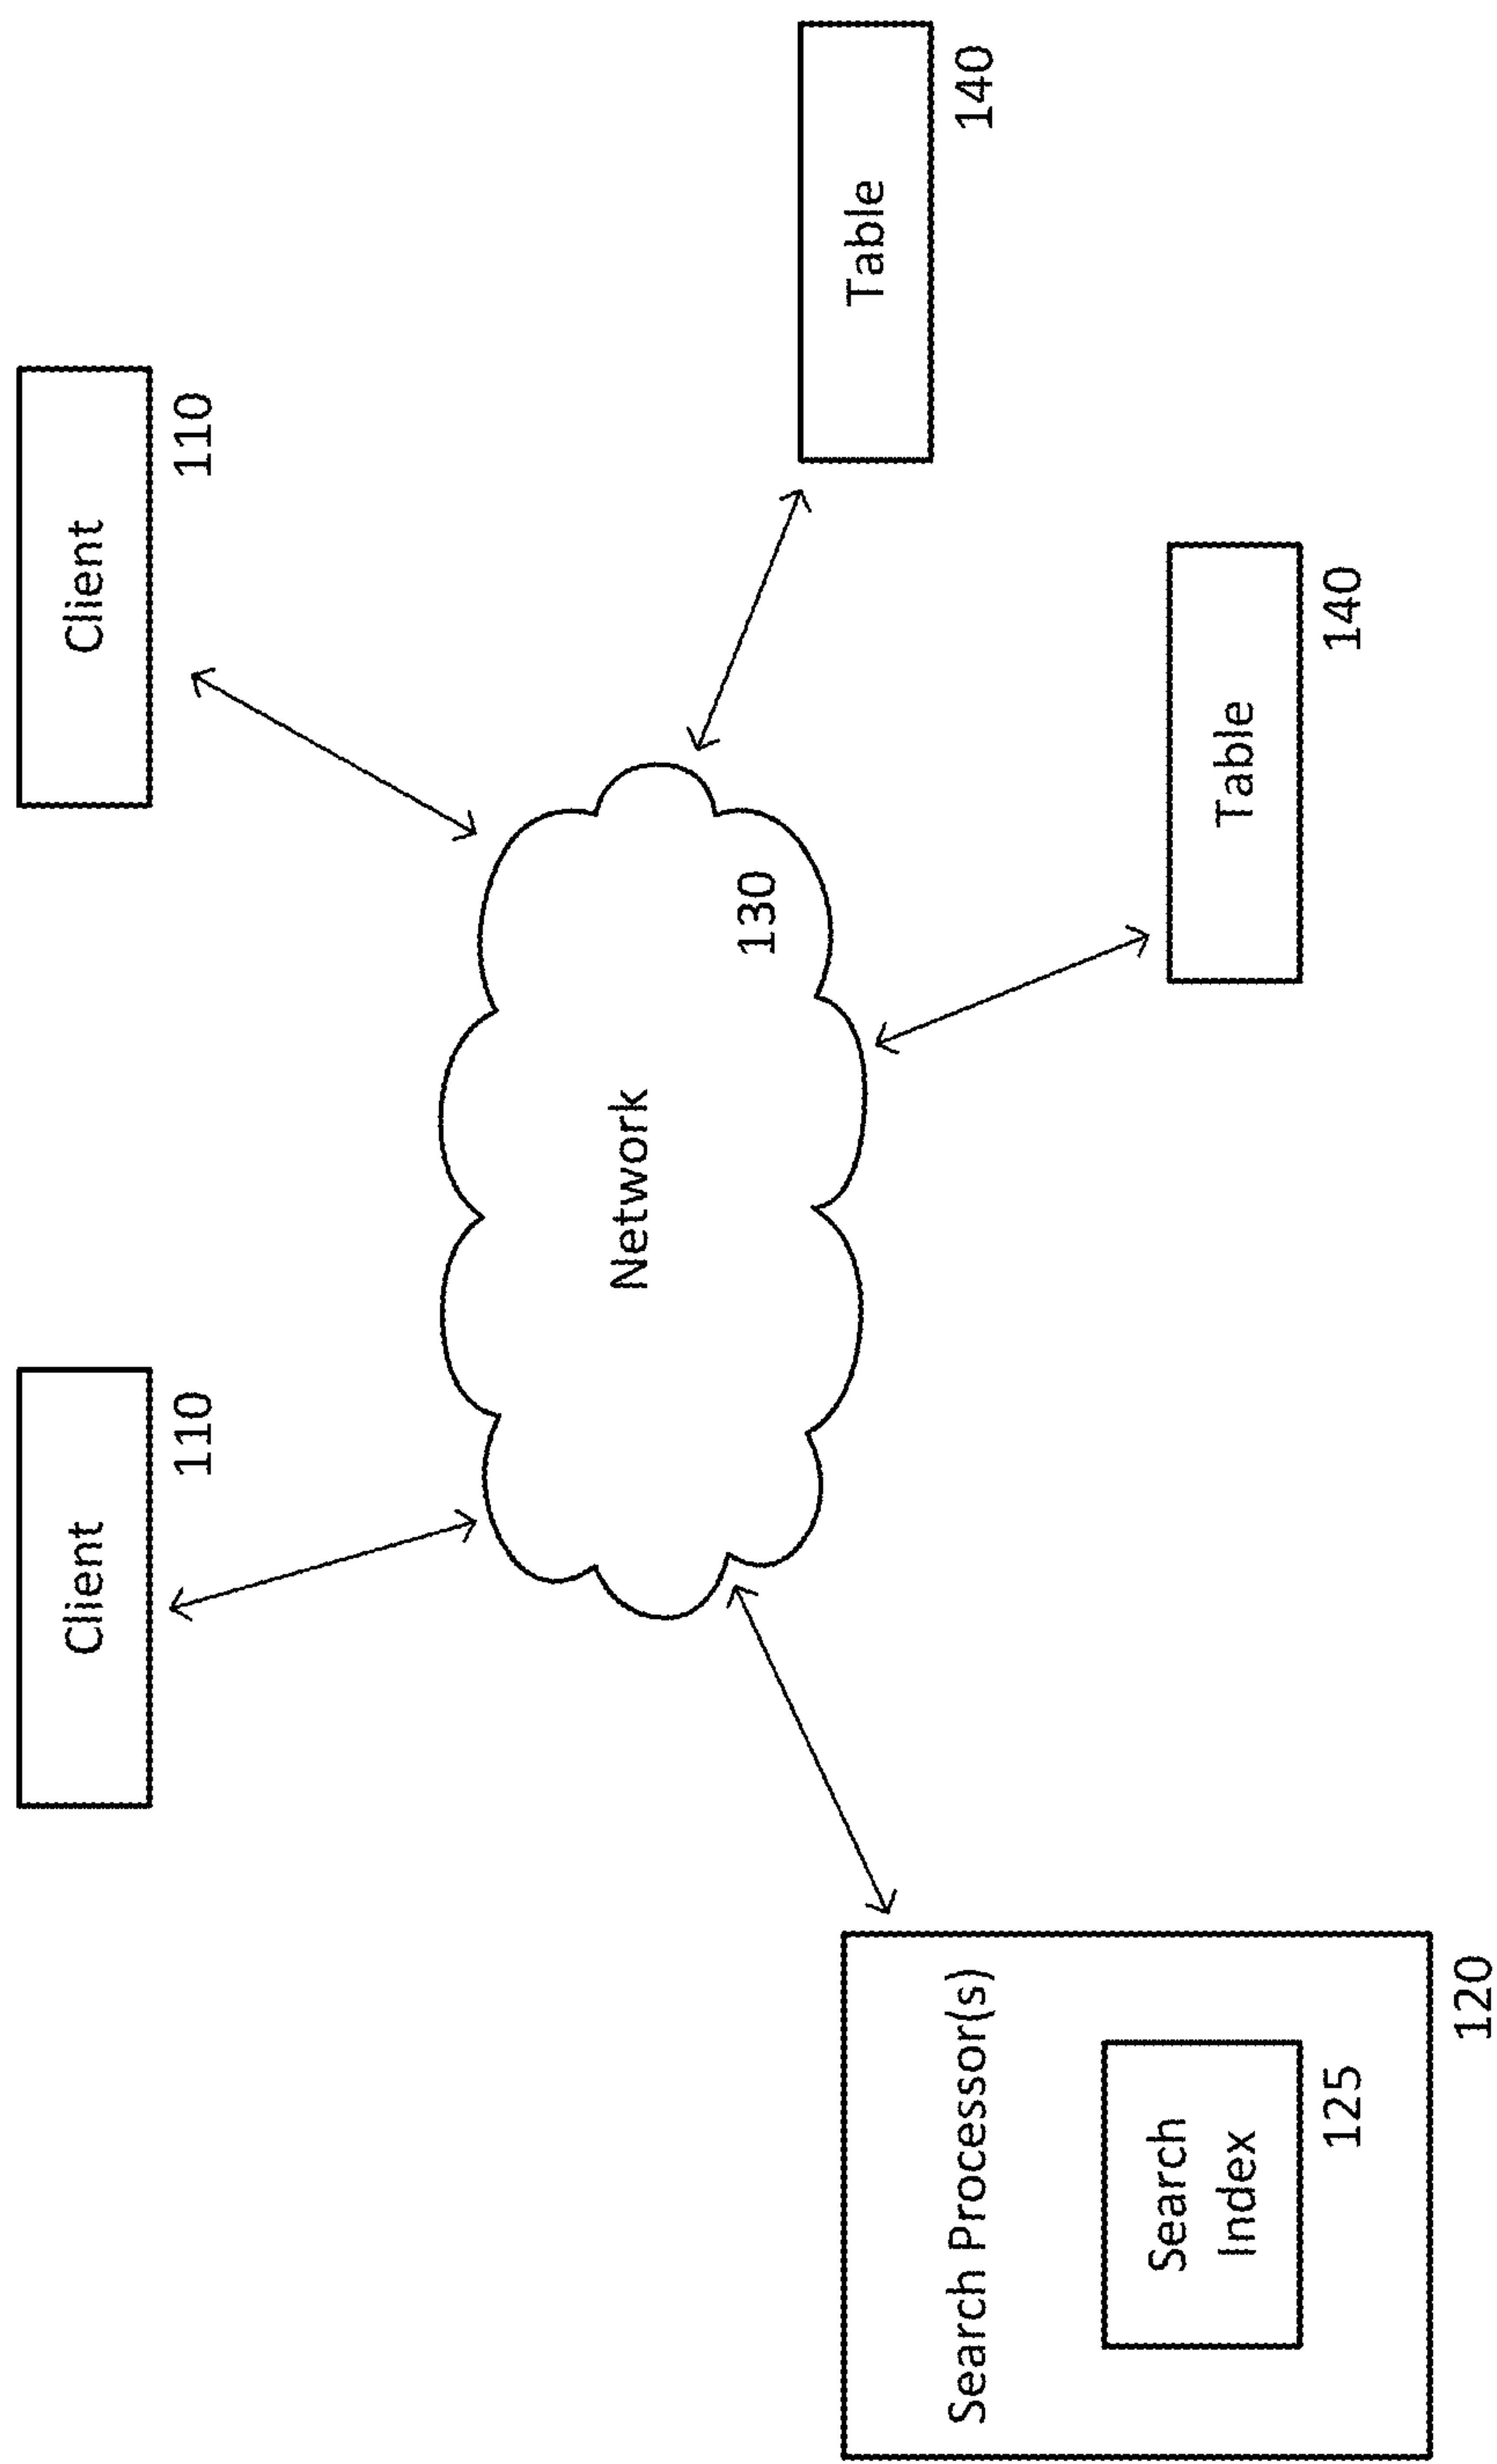 Client
110
Client
110
Network
130
Table
140
Table
140
Search Processor(s)
Search
Index
125
120